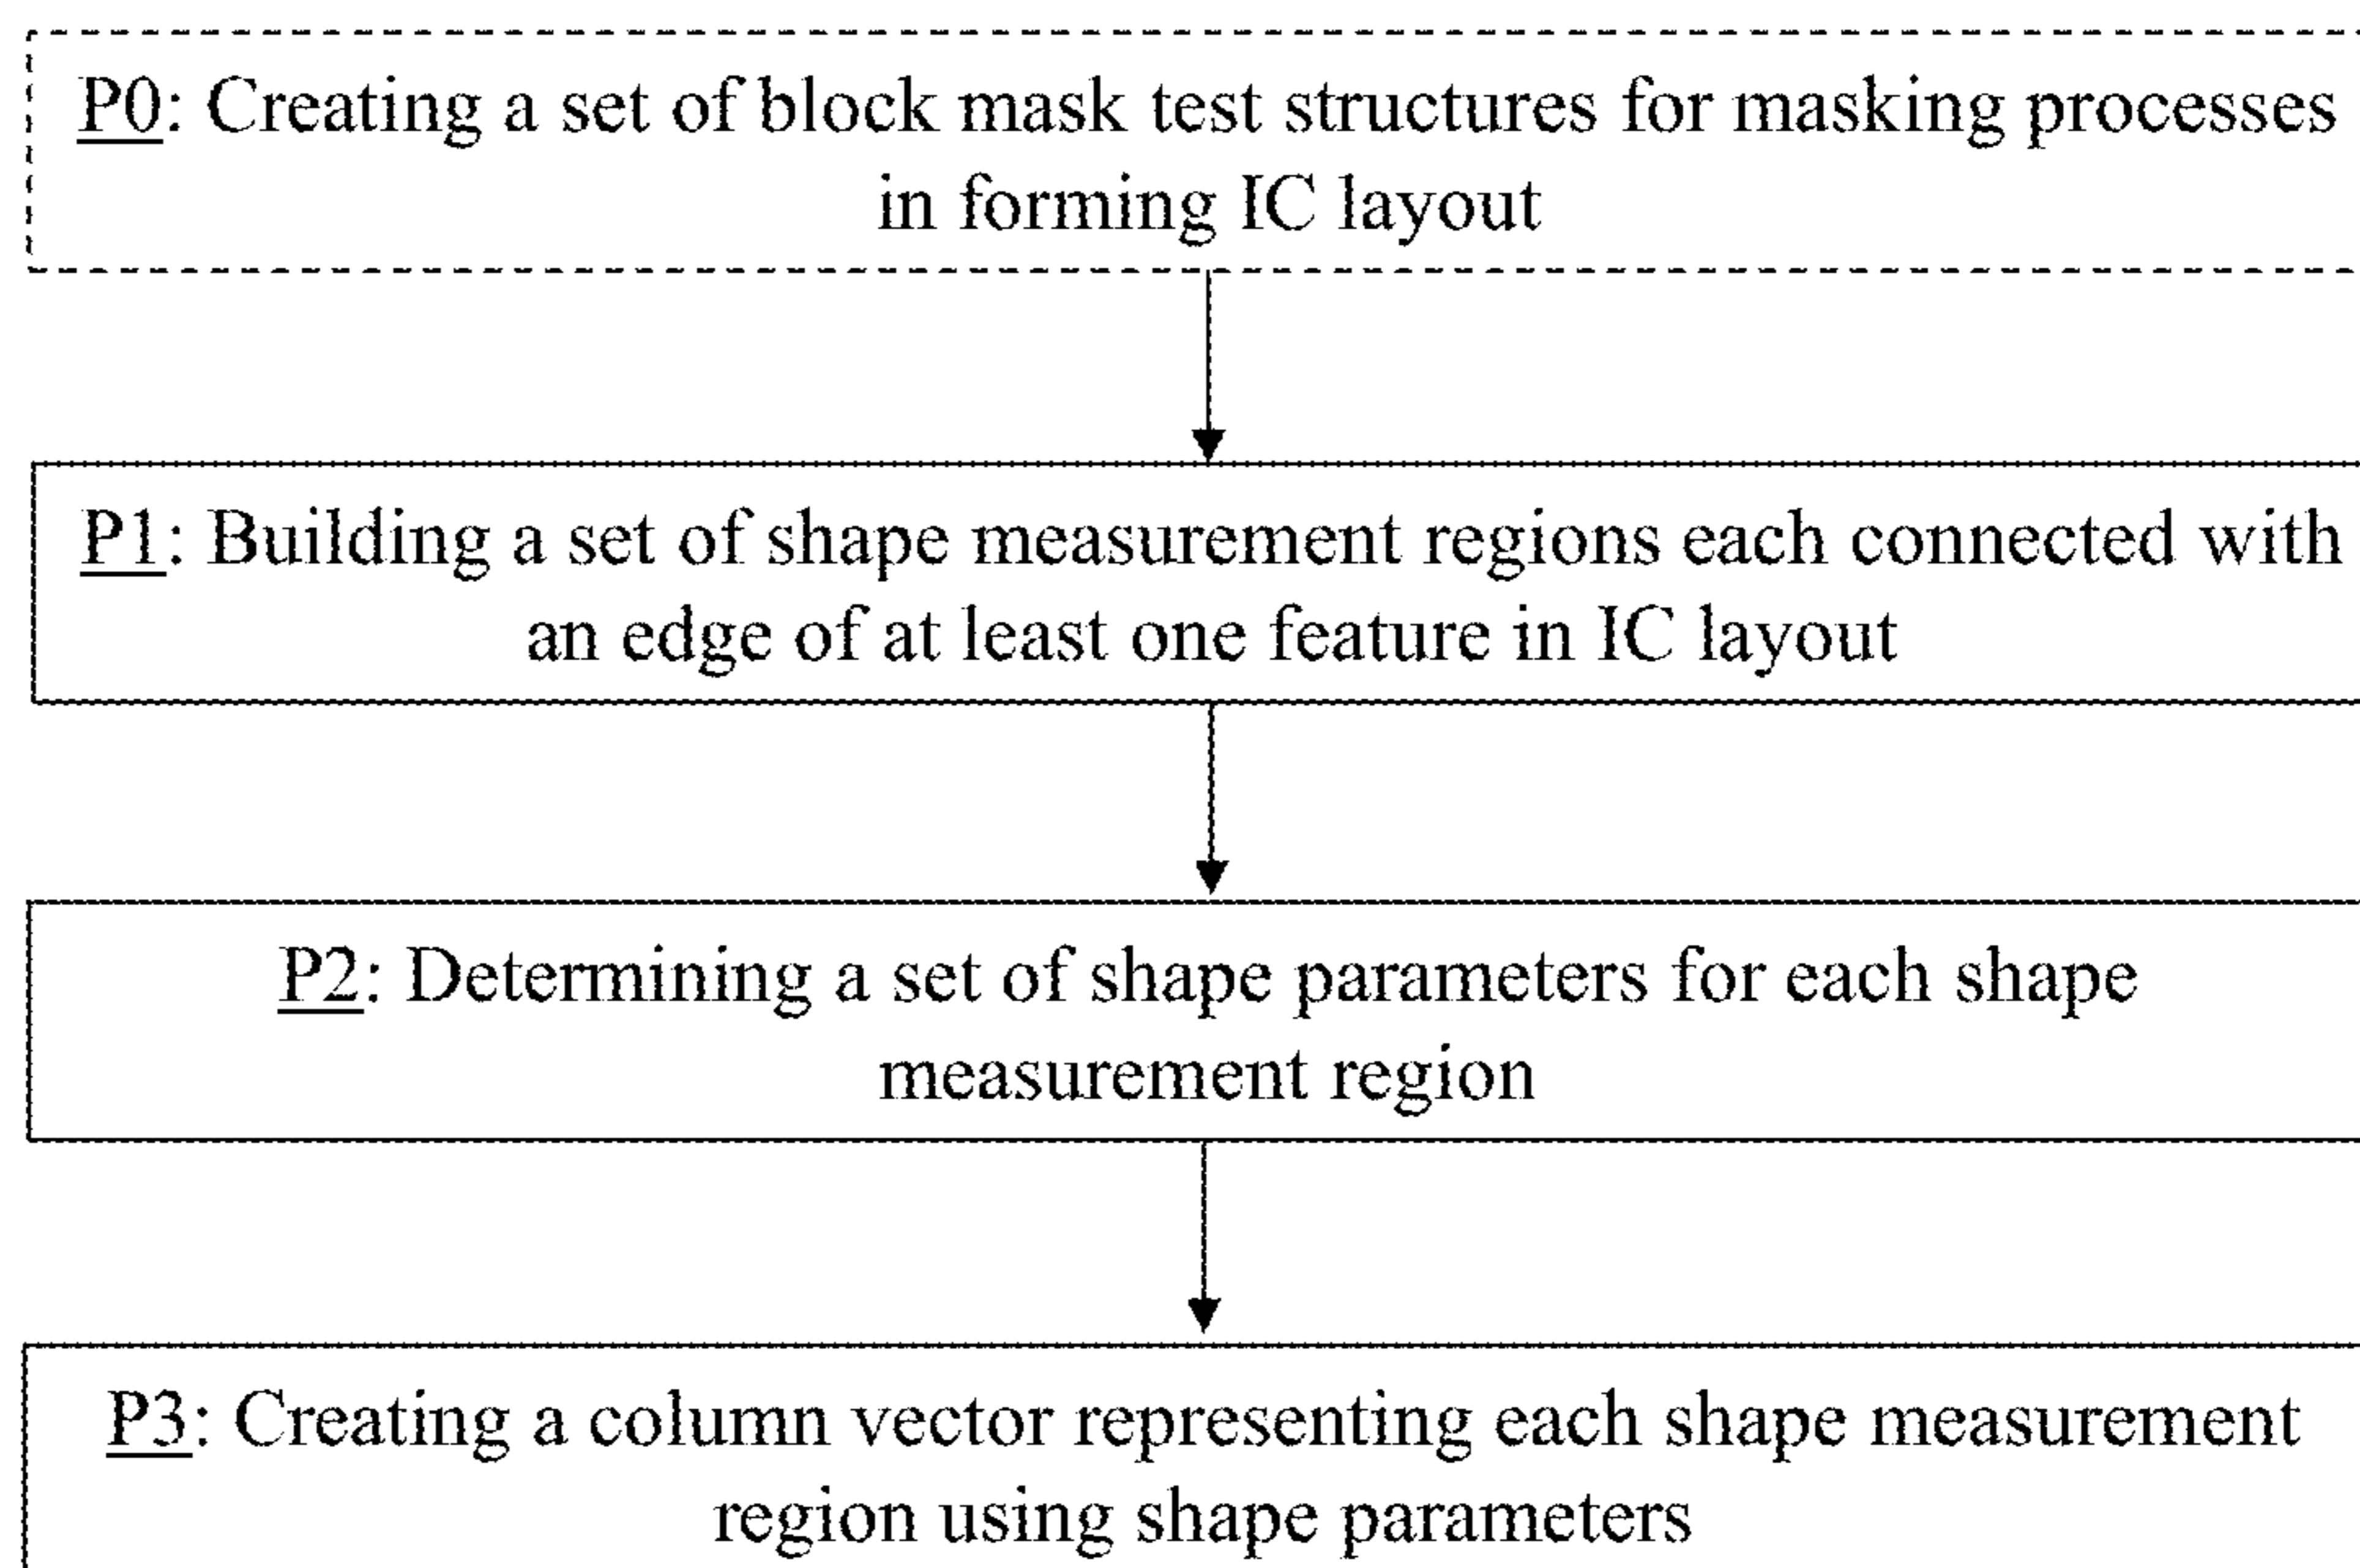 P0: Creating a set of block mask test structures for masking processes
in forming IC layout
P1: Building a set of shape measurement regions each connected with
an edge of at least one feature in IC layout
P2: Determining a set of shape parameters for each shape
measurement region
P3: Creating a column vector representing each shape measurement
region using shape parameters